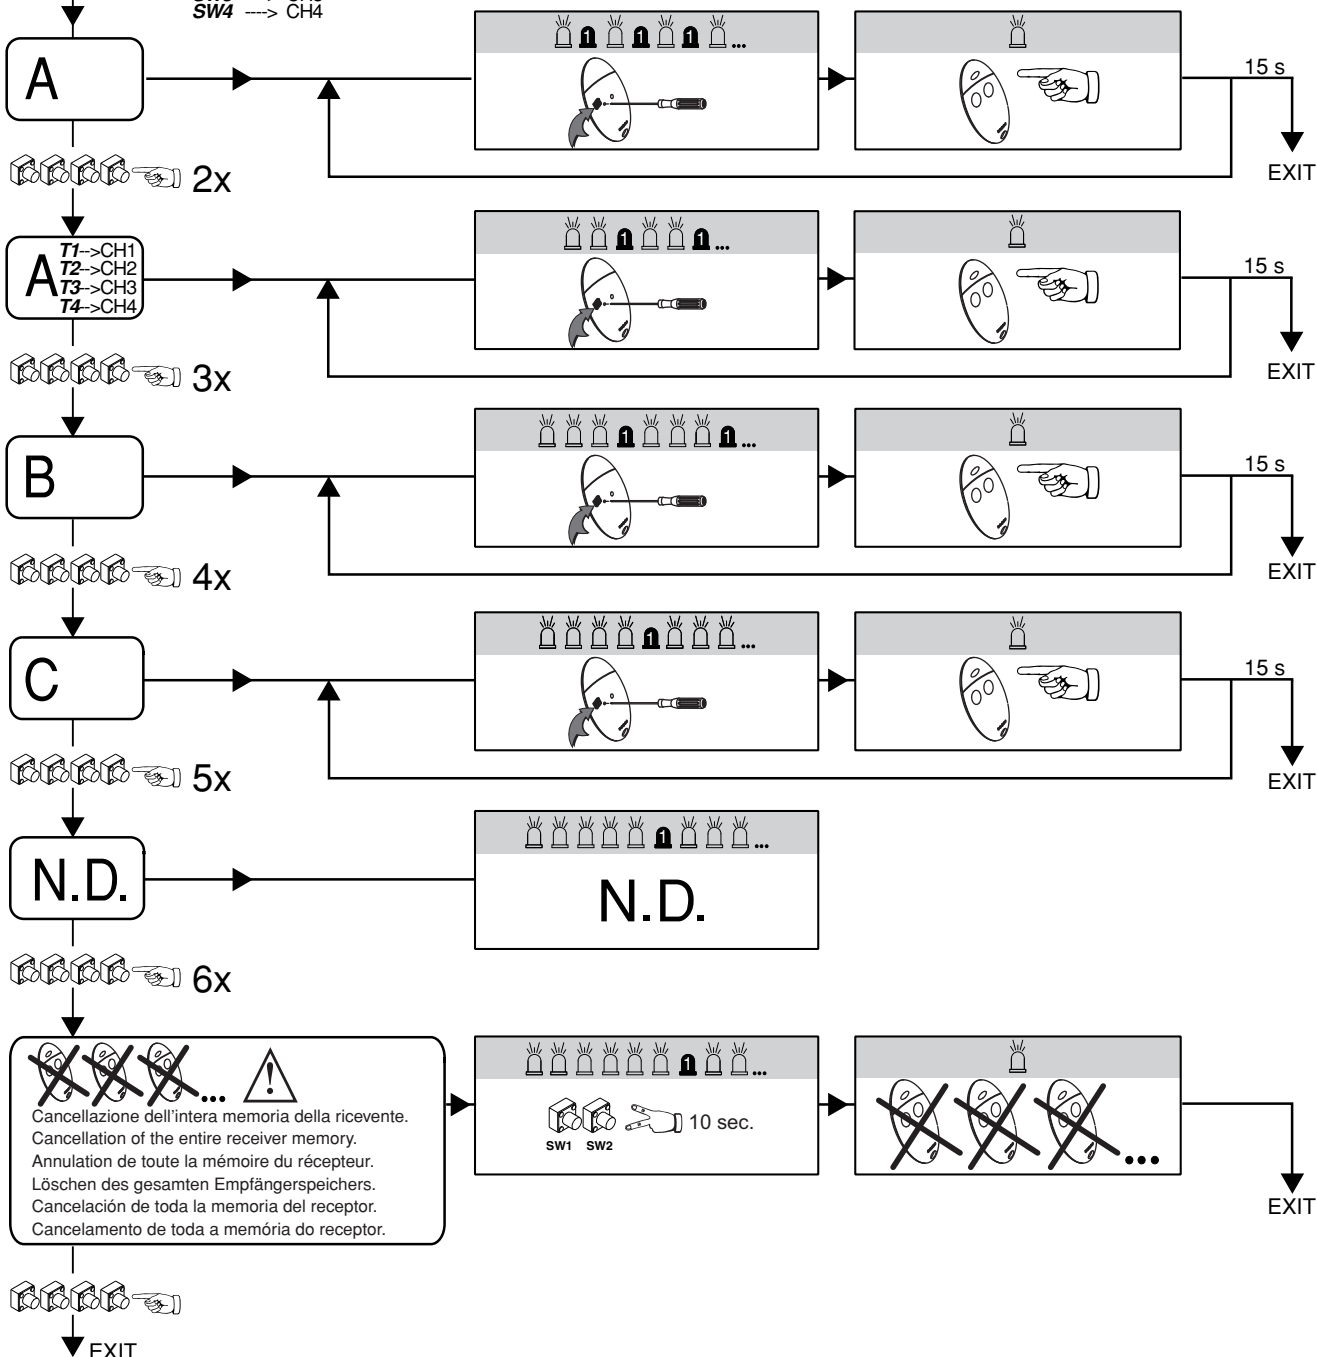 SW4 ----> CH4
A
15 s
EXIT
2x
A
T1-->CH1
T2-->CH2
T3-->CH3
T4-->CH4
15 s
EXIT
3x
B
15 s
EXIT
4x
C
15 s
EXIT
5x
N.D.
N.D.
6x
Cancellazione dell'intera memoria della ricevente.
Cancellation of the entire receiver memory.
Annulation de toute la mémoire du récepteur.
Löschen des gesamten Empfängerspeichers.
Cancelación de toda la memoria del receptor.
Cancelamento de toda a memória do receptor.
10 sec.
SW1 SW2
EXIT
EXIT